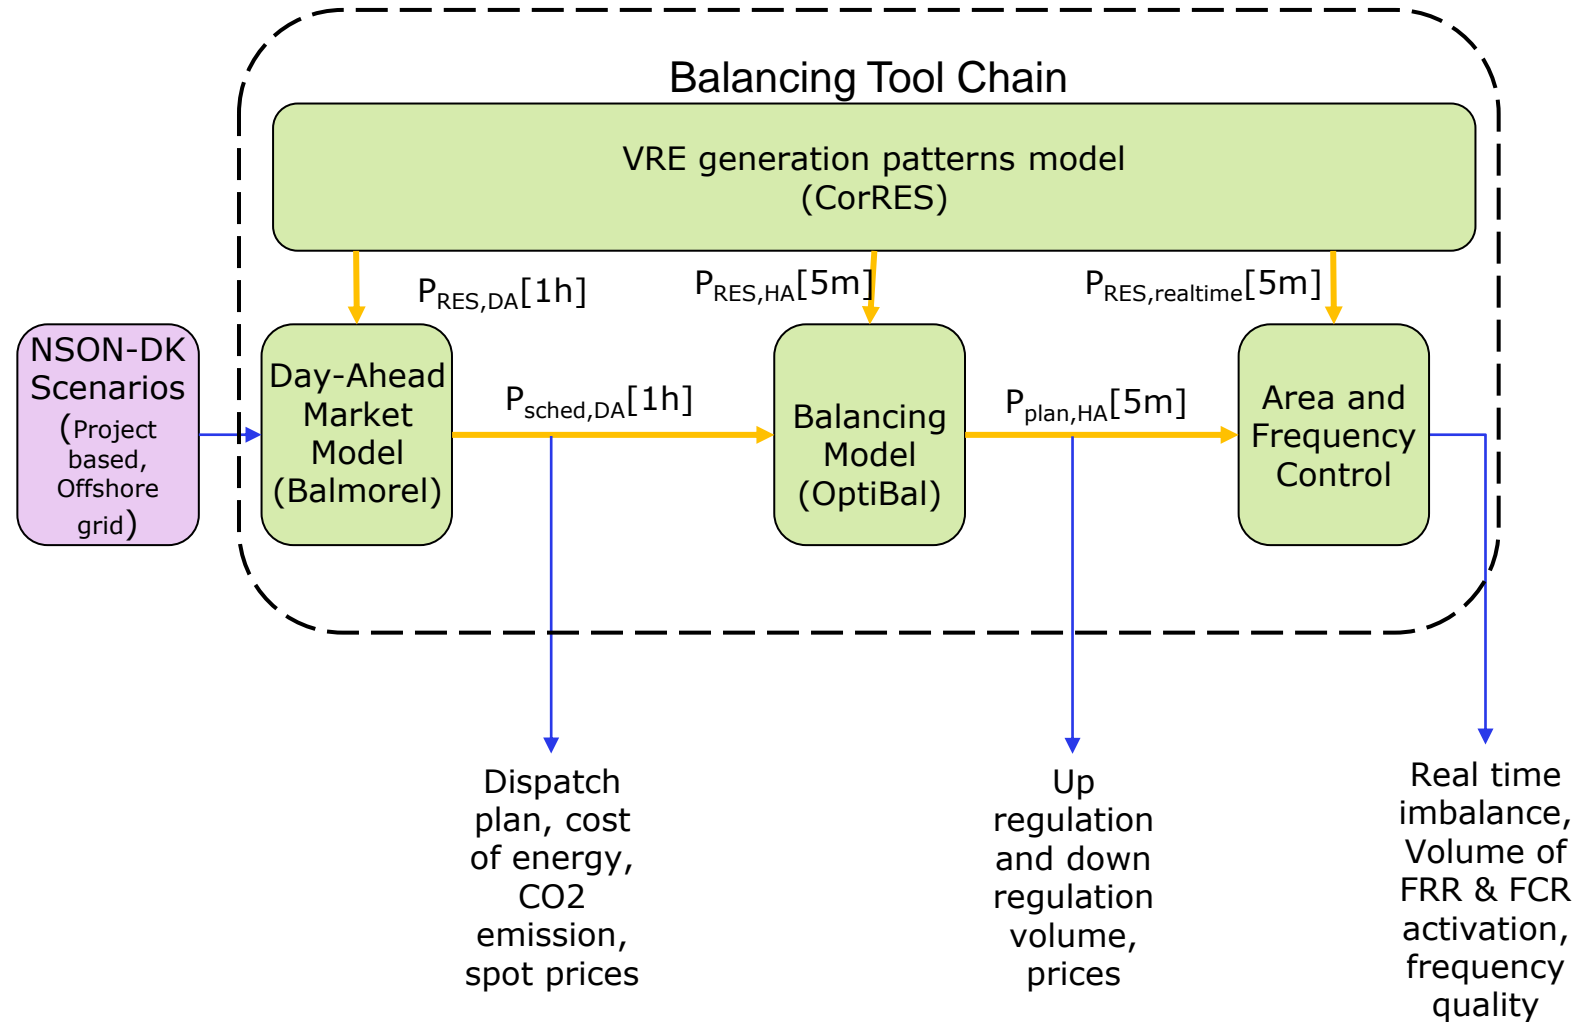 Balancing Tool Chain
VRE generation patterns model
(CorRES)
P_RES,DA[1h]
P_RES,HA[5m]
P_RES,realtime[5m]
NSON-DK
Scenarios
(Project
based,
Offshore
grid)
Day-Ahead
Market
Model
(Balmorel)
P_sched,DA[1h]
Balancing
Model
(OptiBal)
P_plan,HA[5m]
Area and
Frequency
Control
Dispatch
plan, cost
of energy,
CO2
emission,
spot prices
Up
regulation
and down
regulation
volume,
prices
Real time
imbalance,
Volume of
FRR & FCR
activation,
frequency
quality